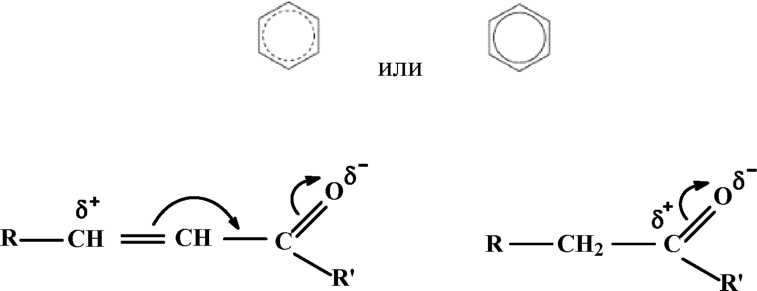 или
δ⁺ δ⁻
R—CH=CH—C=O
R'
δ⁺ δ⁻
R—CH₂—C=O
R'